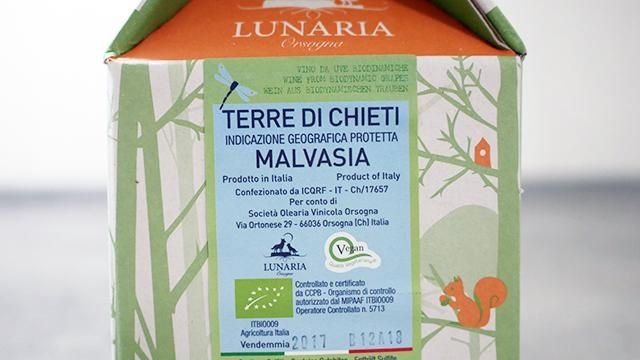 LUNARIA
Orsogna
VINO DA UVE BIODINAMICHE
WINE FROM BIODYNAMIC GRAPES
WEIN AUS BIODYNAMISCHEN TRAUBEN
TERRE DI CHIETI
INDICAZIONE GEOGRAFICA PROTETTA
MALVASIA
Prodotto in Italia Product of Italy
Confezionato da ICQRF - IT - Ch/17657
Per conto di
Società Olearia Vinicola Orsogna
Via Ortonese 29 - 66036 Orsogna (Ch) Italia
LUNARIA
Orsogna
Vegan
Qualità Vegetariana
Controllato e certificato
da CCPB - Organismo di controllo
autorizzato dal MIPAAF ITBIO009
Operatore Controllato n. 5713
ITBIO009
Agricoltura Italia
Vendemmia 2017 B12A18